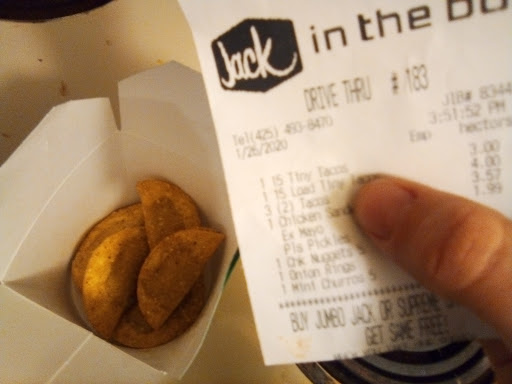 Jack in the bo
DRIVE THRU # 183
JIB# 8344
Tel(425) 493-8470 3:51:52 PM
1/26/2020 Emp hectors
1 15 Tiny Tacos 3.00
1 15 Load Tiny 4.00
3 (2) Tacos 3.57
1 Chicken Sand 1.99
Ex Mayo
Pls Pickles
1 Chk Nuggets 5
1 Onion Rings
1 Mini Churros 5
BUY JUMBO JACK OR SUPREME
GET SAME FREE!